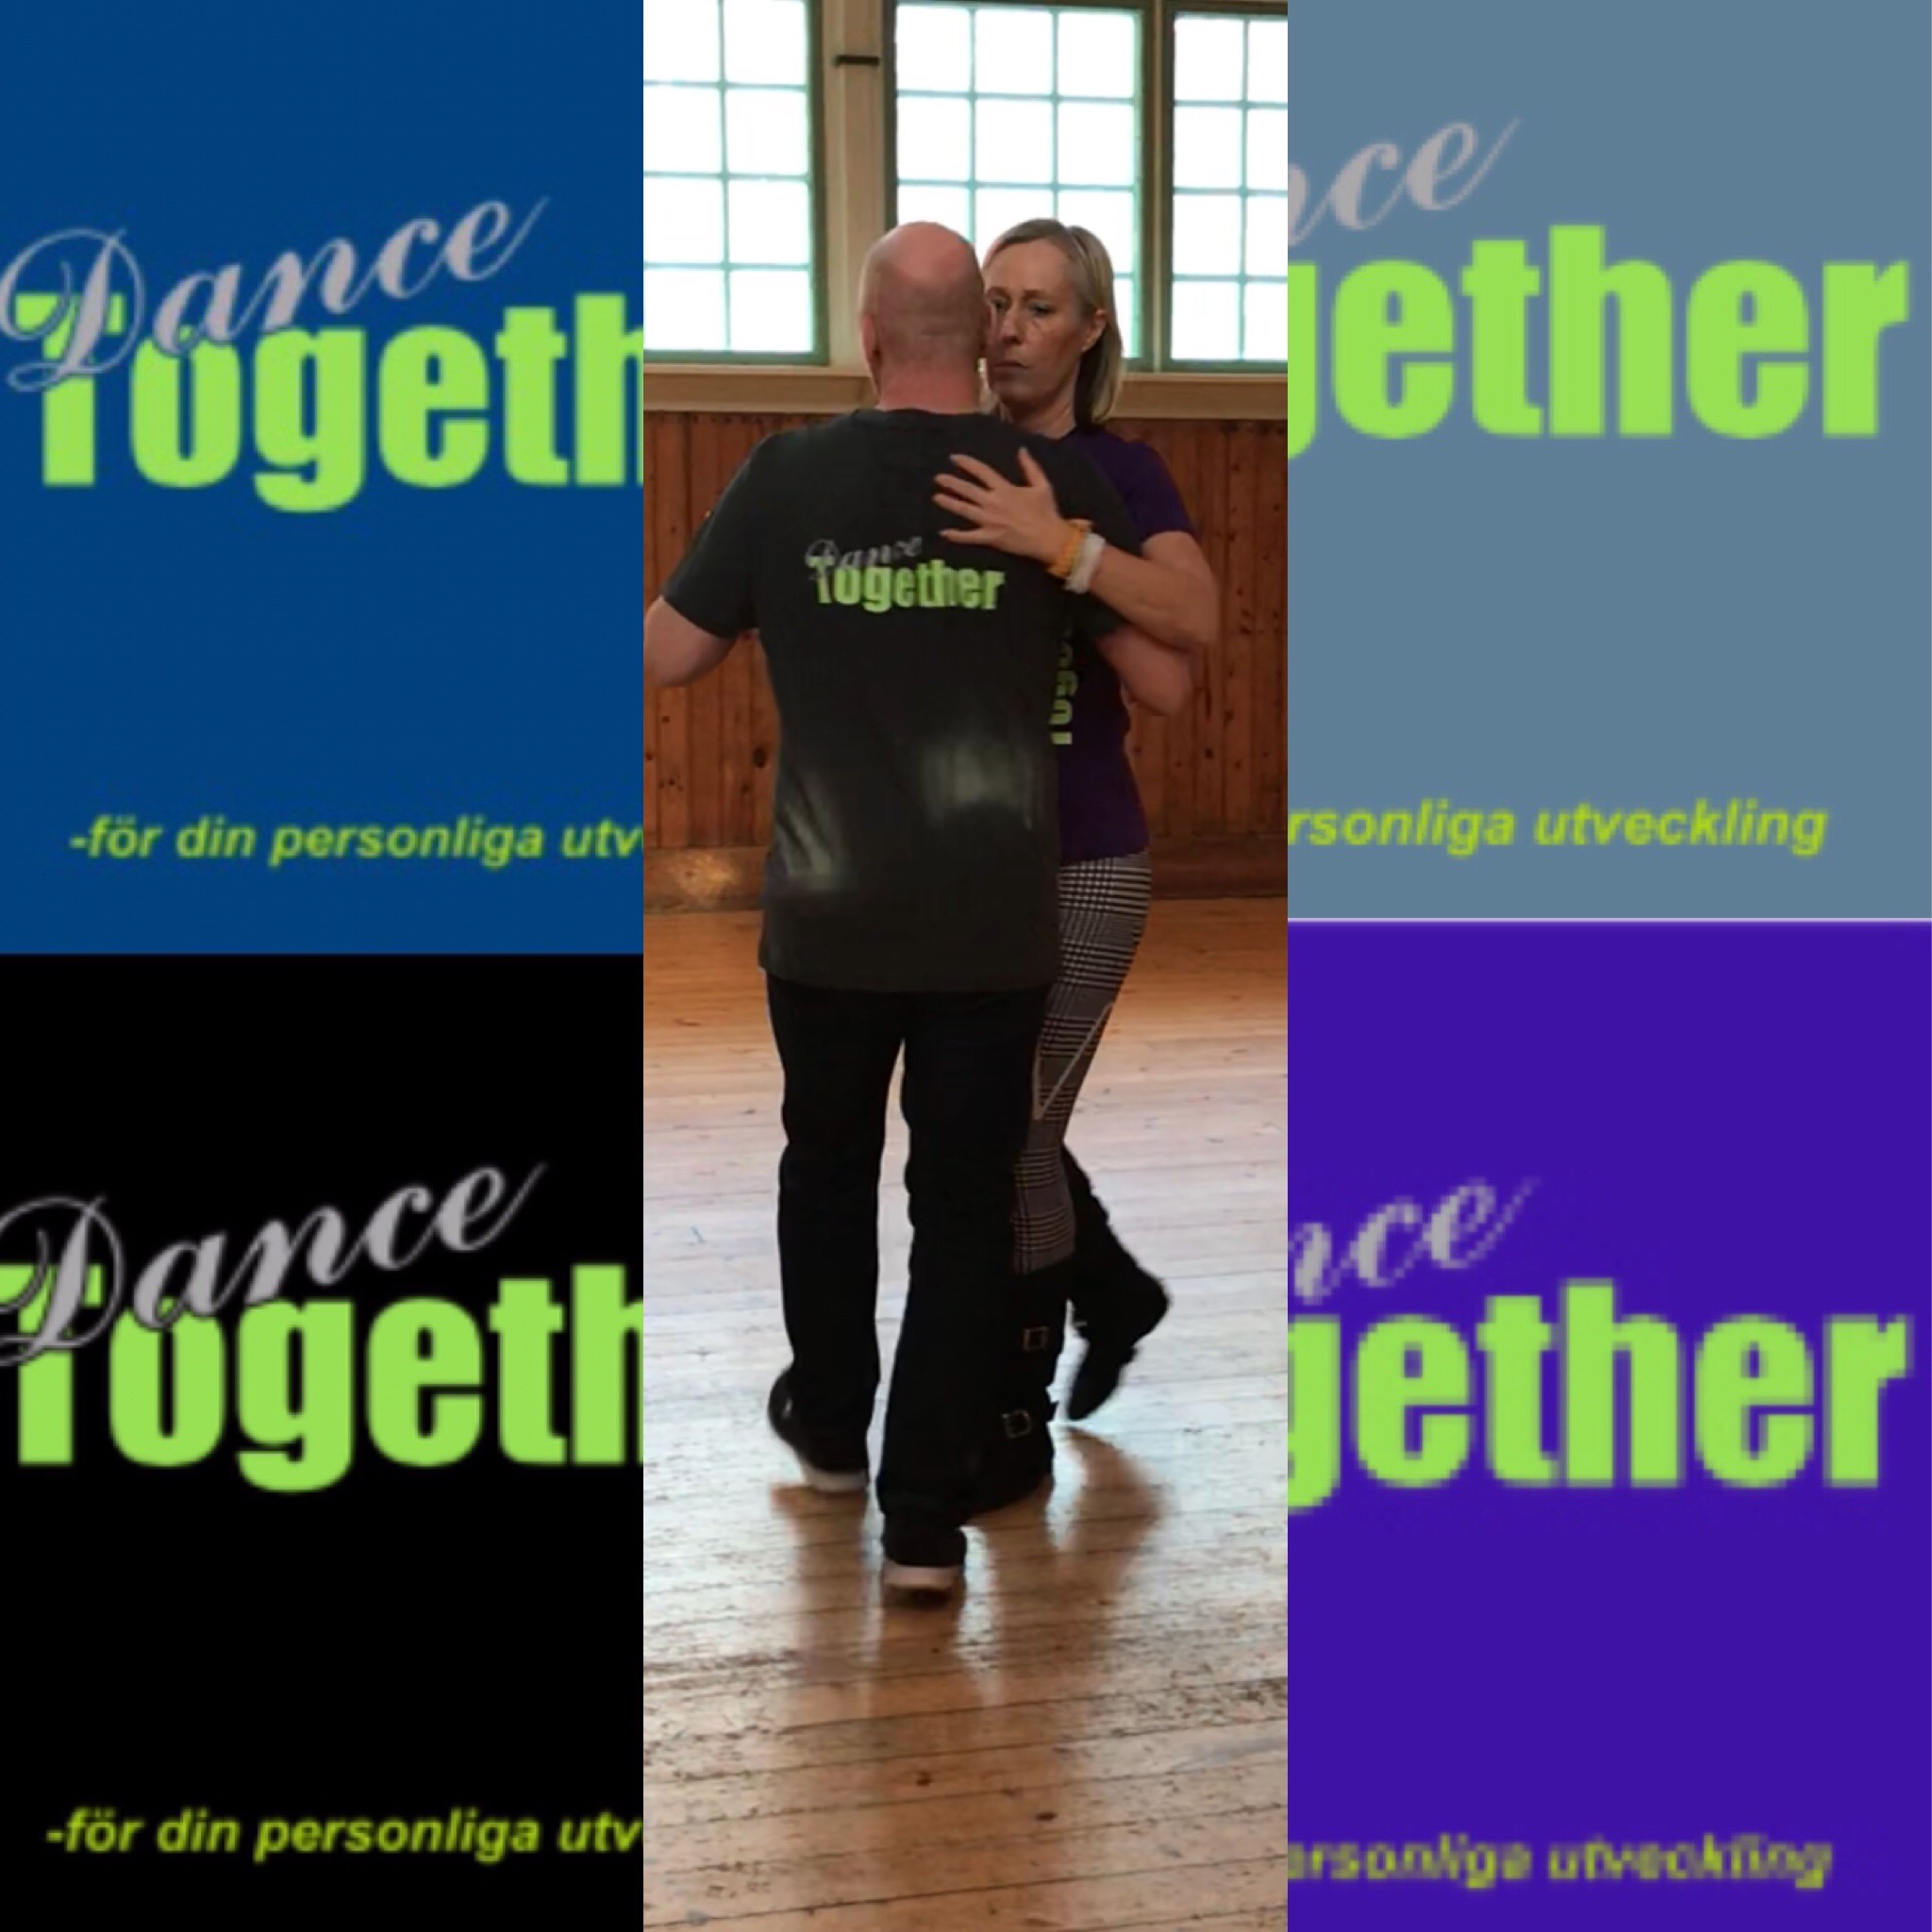 Dance
Togeth
-för din personliga utv
Dance
Togeth
-för din personliga utv
Dance
Together
Toge
nce
gether
rsonliga utveckling
nce
gether
ersonliga utveckling